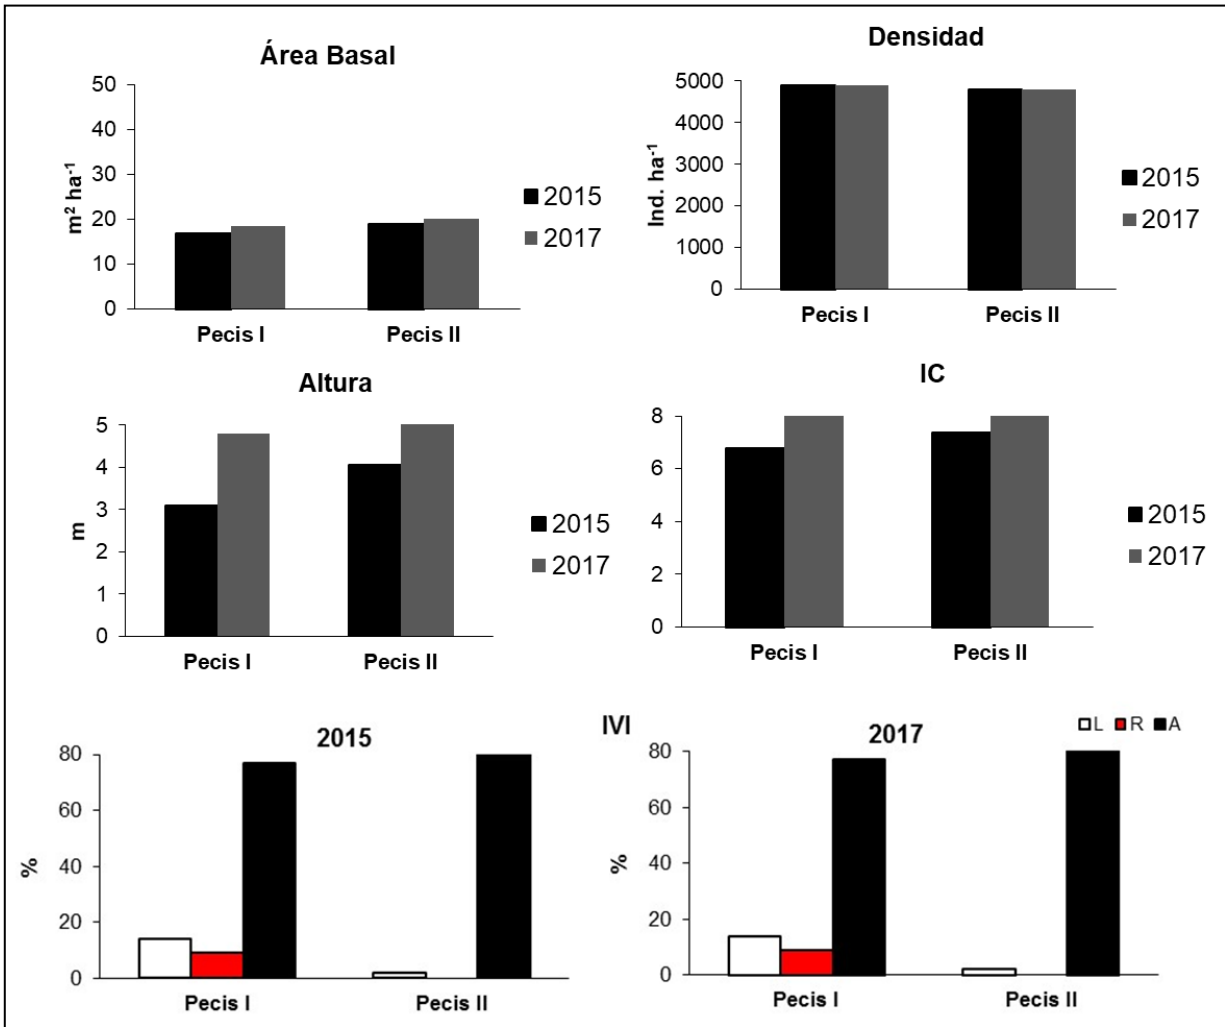 Área Basal
50
40
30
20
10
0
m² ha⁻¹
Pecis I
Pecis II
2015
2017
Densidad
5000
4000
3000
2000
1000
0
Ind. ha⁻¹
Pecis I
Pecis II
2015
2017
Altura
5
4
3
2
1
0
m
Pecis I
Pecis II
2015
2017
IC
8
6
4
2
0
Pecis I
Pecis II
2015
2017
IVI
2015
80
60
40
20
0
%
Pecis I
Pecis II
2017
L R A
80
60
40
20
0
%
Pecis I
Pecis II